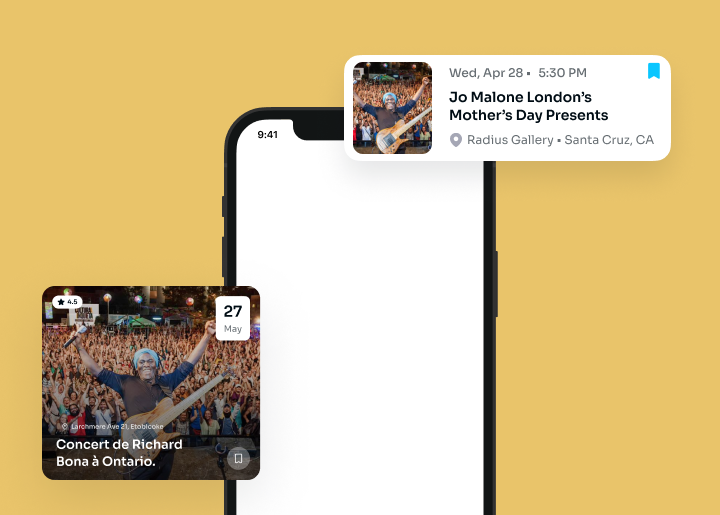 Wed, Apr 28 • 5:30 PM
Jo Malone London’s
Mother’s Day Presents
Radius Gallery • Santa Cruz, CA
9:41
4.5
27
May
Larchmere Ave 21, Etobicoke
Concert de Richard
Bona à Ontario.